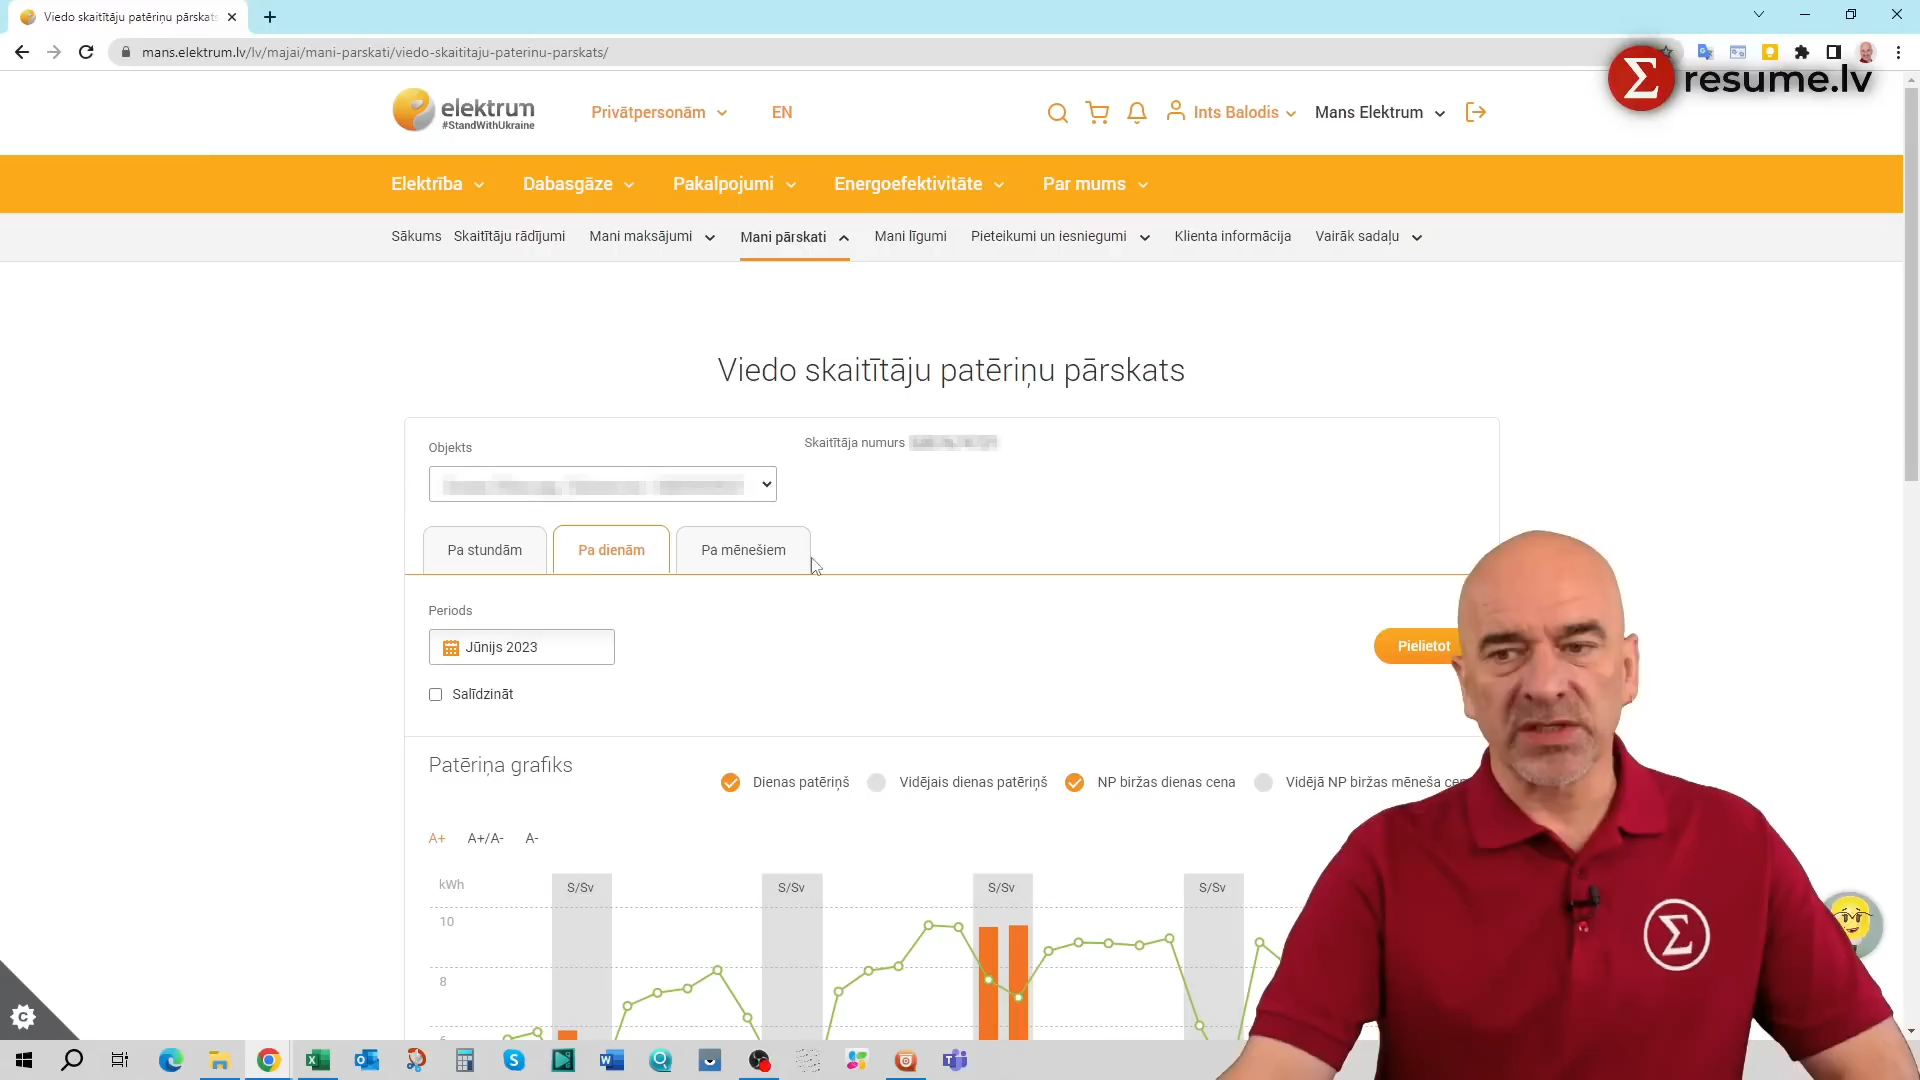 Viedo skaitītāju patēriņu pārskats
mans.elektrum.lv/lv/majai/mani-parskati/viedo-skaititaju-paterinu-parskats/
resume.lv
elektrum
#StandWithUkraine
Privātpersonām
EN
Ints Balodis
Mans Elektrum
Elektrība
Dabasgāze
Pakalpojumi
Energoefektivitāte
Par mums
Sākums
Skaitītāju rādījumi
Mani maksājumi
Mani pārskati
Mani līgumi
Pieteikumi un iesniegumi
Klienta informācija
Vairāk sadaļu
Viedo skaitītāju patēriņu pārskats
Objekts
Skaitītāja numurs
Pa stundām
Pa dienām
Pa mēnešiem
Periods
Jūnijs 2023
Pielietot
Salīdzināt
Patēriņa grafiks
Dienas patēriņš
Vidējais dienas patēriņš
NP biržas dienas cena
Vidējā NP biržas mēneša
A+
A+/A-
A-
kWh
S/Sv
S/Sv
S/Sv
S/Sv
10
8